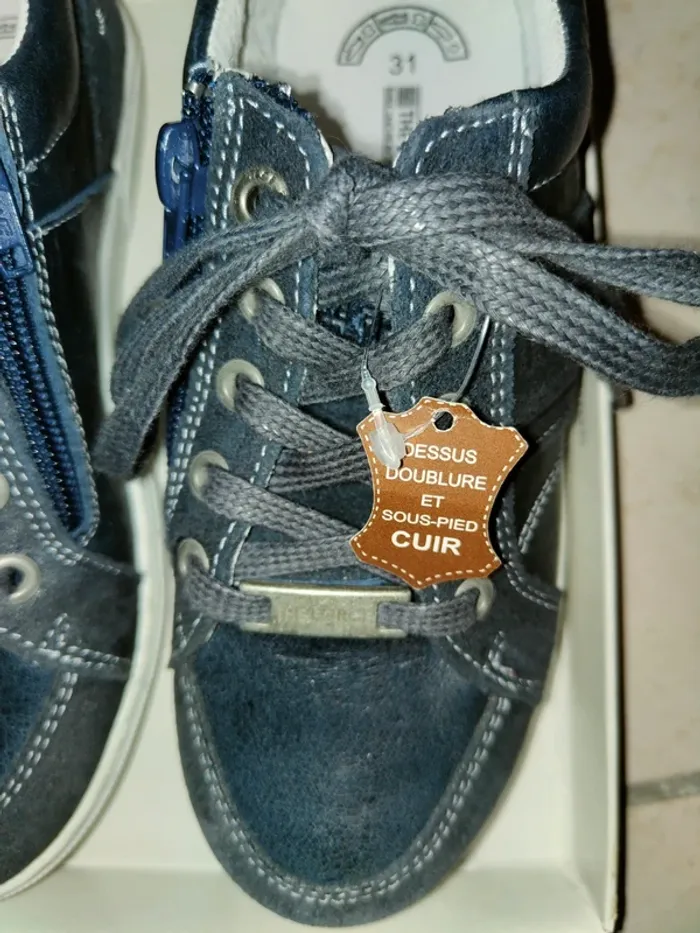 31
DESSUS
DOUBLURE
ET
SOUS-PIED
CUIR